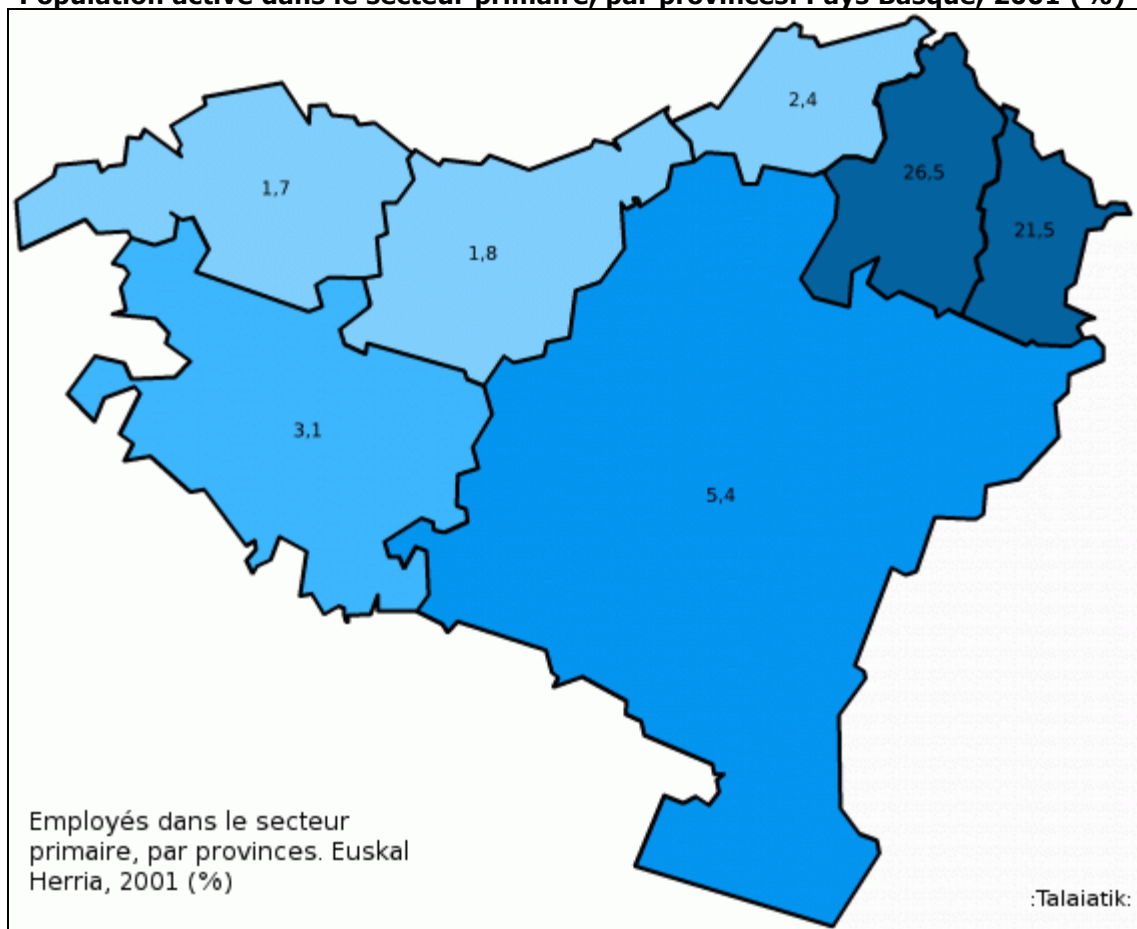 Population active dans le secteur primaire, par provinces. Pays Basque, 2001 (%)
2,4
1,7
26,5
1,8
21,5
3,1
5,4
Employés dans le secteur
primaire, par provinces. Euskal
Herria, 2001 (%)
:Talaiatik: